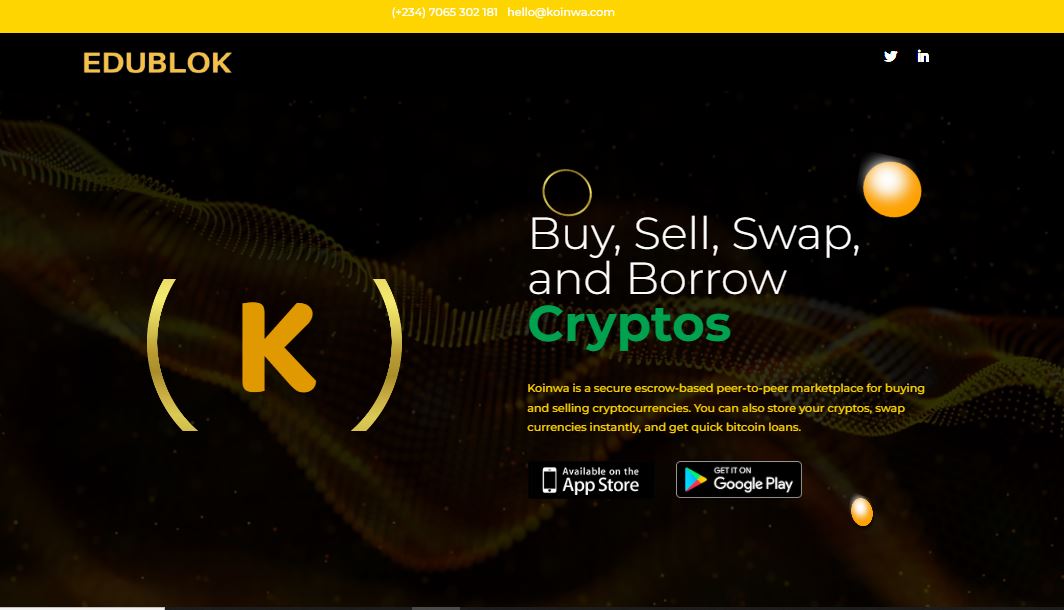 (+234) 7065 302 181 hello@koinwa.com
EDUBLOK
Buy, Sell, Swap,
and Borrow
Cryptos
( K )
Koinwa is a secure escrow-based peer-to-peer marketplace for buying
and selling cryptocurrencies. You can also store your cryptos, swap
currencies instantly, and get quick bitcoin loans.
Available on the
App Store
GET IT ON
Google Play